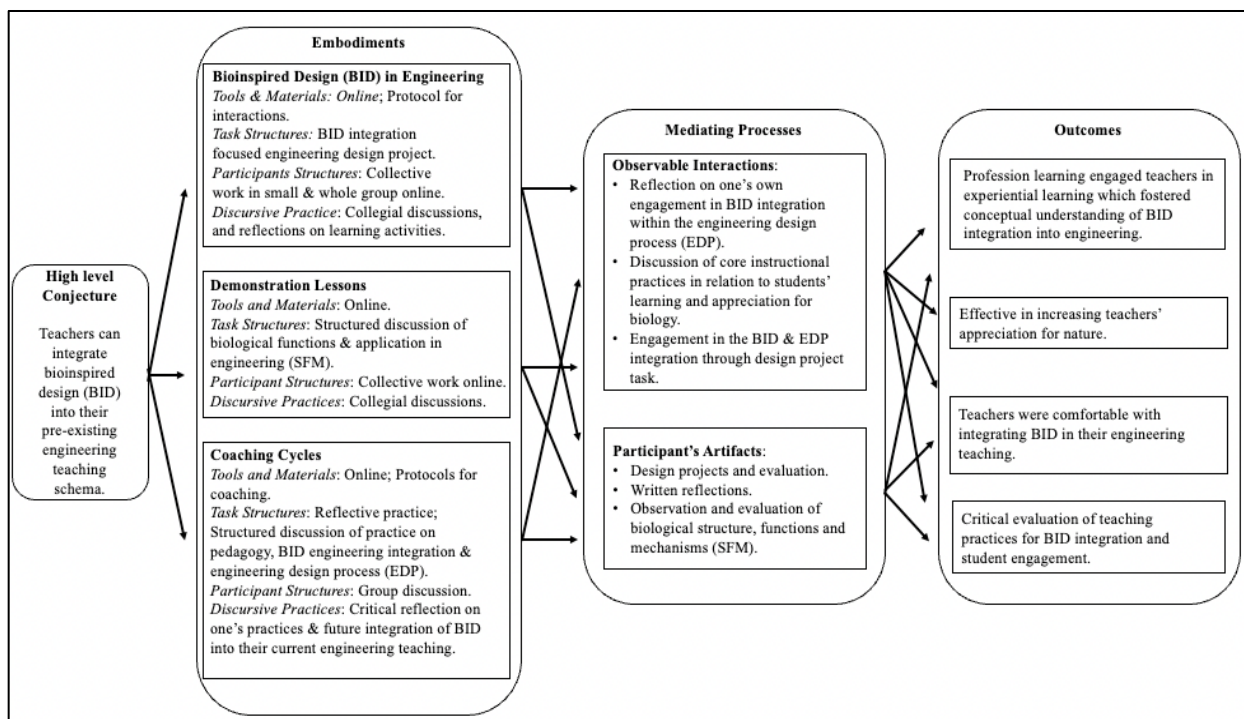 High level
Conjecture
Teachers can
integrate
bioinspired
design (BID)
into their
pre-existing
engineering
teaching
schema.
Embodiments
Bioinspired Design (BID) in Engineering
Tools & Materials: Online; Protocol for
interactions.
Task Structures: BID integration
focused engineering design project.
Participants Structures: Collective
work in small & whole group online.
Discursive Practice: Collegial discussions,
and reflections on learning activities.
Demonstration Lessons
Tools and Materials: Online.
Task Structures: Structured discussion of
biological functions & application in
engineering (SFM).
Participant Structures: Collective work online.
Discursive Practices: Collegial discussions.
Coaching Cycles
Tools and Materials: Online; Protocols for
coaching.
Task Structures: Reflective practice;
Structured discussion of practice on
pedagogy, BID engineering integration &
engineering design process (EDP).
Participant Structures: Group discussion.
Discursive Practices: Critical reflection on
one's practices & future integration of BID
into their current engineering teaching.
Mediating Processes
Observable Interactions:
• Reflection on one's own
engagement in BID integration
within the engineering design
process (EDP).
• Discussion of core instructional
practices in relation to students'
learning and appreciation for
biology.
• Engagement in the BID & EDP
integration through design project
task.
Participant's Artifacts:
• Design projects and evaluation.
• Written reflections.
• Observation and evaluation of
biological structure, functions and
mechanisms (SFM).
Outcomes
Profession learning engaged teachers in
experiential learning which fostered
conceptual understanding of BID
integration into engineering.
Effective in increasing teachers'
appreciation for nature.
Teachers were comfortable with
integrating BID in their engineering
teaching.
Critical evaluation of teaching
practices for BID integration and
student engagement.